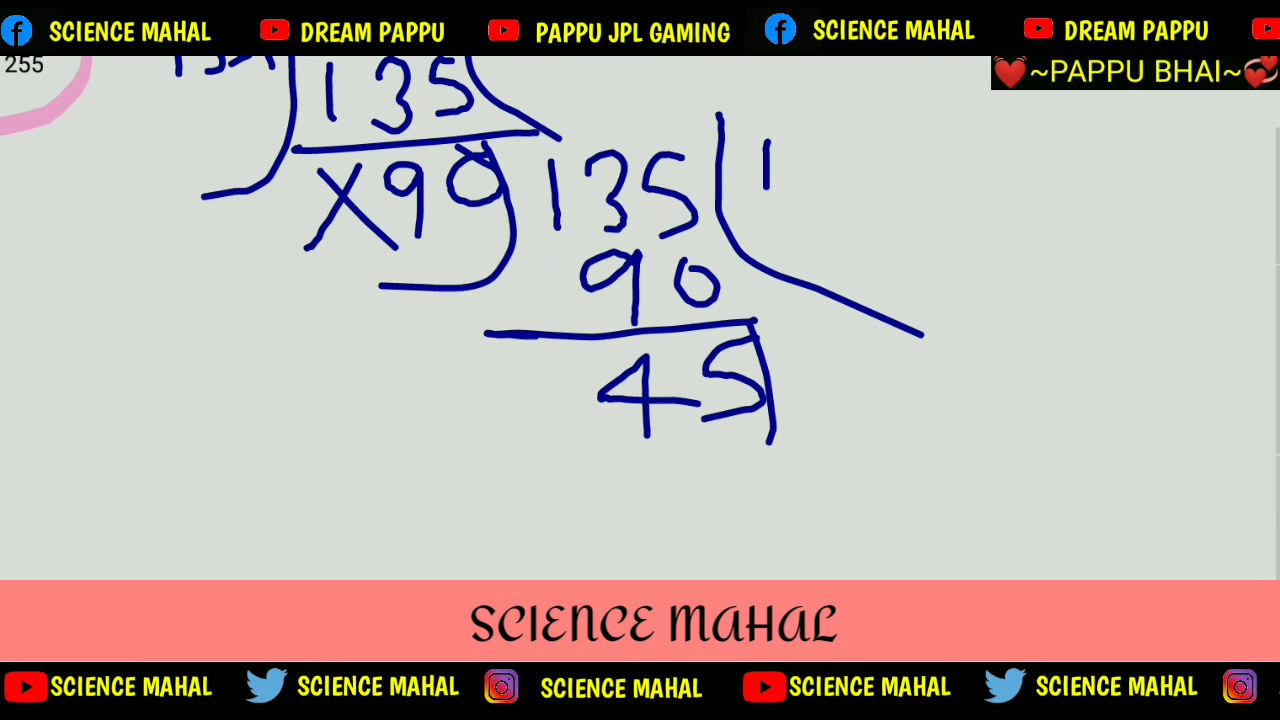 SCIENCE MAHAL DREAM PAPPU PAPPU JPL GAMING SCIENCE MAHAL DREAM PAPPU
255
~PAPPU BHAI~
135
X90 135 1
90
45
SCIENCE MAHAL
SCIENCE MAHAL SCIENCE MAHAL SCIENCE MAHAL SCIENCE MAHAL SCIENCE MAHAL